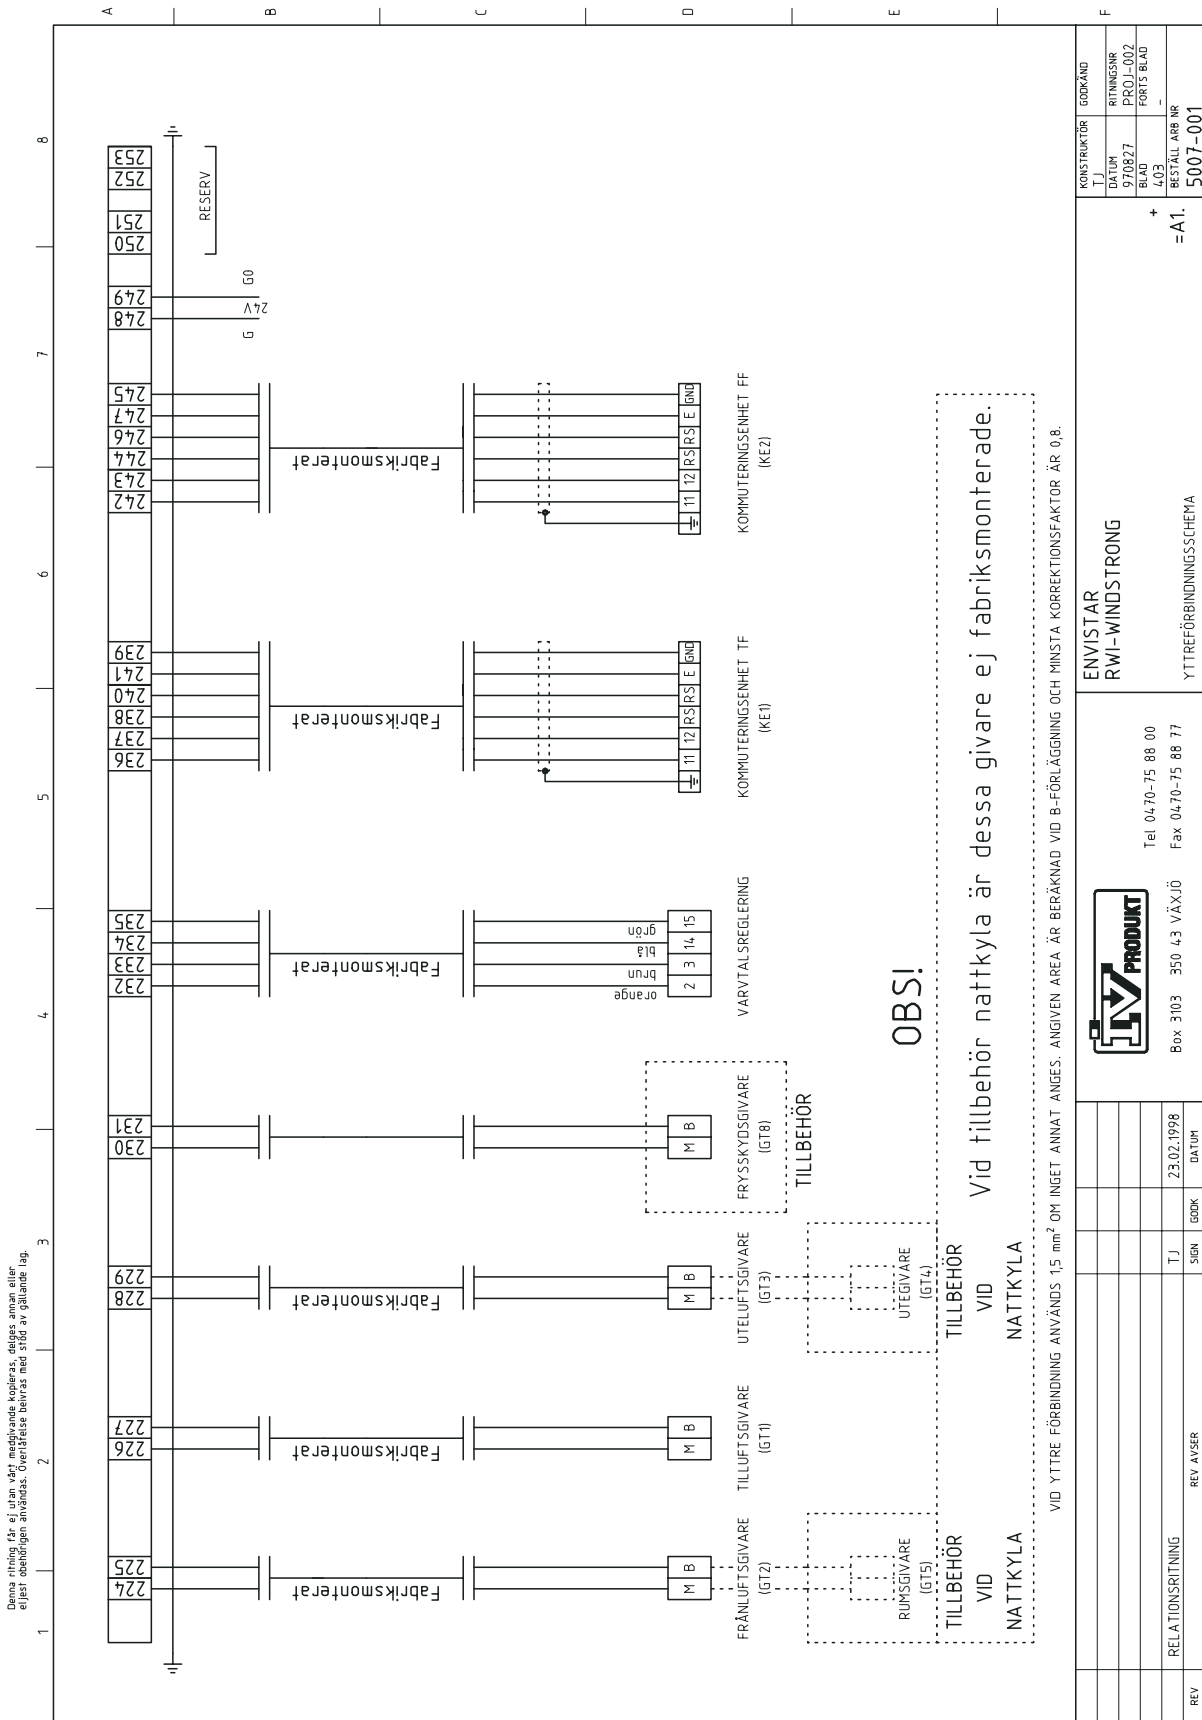 Denna ritning får ej utan vårt medgivande kopieras, delges annan eller
eljest obehörigen användas. Överträfelse beivras med stöd av gällande lag.
1 2 3 4 5 6 7 8
A
B
C
D
E
F
224 225 226 227 228 229 230 231 232 233 234 235 236 237 238 240 241 239 242 243 244 246 247 245 248 249 250 251 252 253
RESERV
G 24V G0
Fabriksmonterat
Fabriksmonterat
Fabriksmonterat
Fabriksmonterat
Fabriksmonterat
Fabriksmonterat
orange
brun
blå
grön
M B
M B
M B
M B
2 3 14 15
11 12 RS RS E GND
11 12 RS RS E GND
FRÅNLUFTSGIVARE
(GT2)
TILLUFTSGIVARE
(GT1)
UTELUFTSGIVARE
(GT3)
FRYSSKYDSGIVARE
(GT8)
TILLBEHÖR
VARVTALSREGLERING
KOMMUTERINGSENHET TF
(KE1)
KOMMUTERINGSENHET FF
(KE2)
RUMSGIVARE
(GT5)
UTEGIVARE
(GT4)
OBS!
TILLBEHÖR
VID
NATTKYLA
TILLBEHÖR
VID
NATTKYLA
Vid tillbehör nattkyla är dessa givare ej fabriksmonterade.
VID YTTRE FÖRBINDNING ANVÄNDS 1,5 mm² OM INGET ANNAT ANGES. ANGIVEN AREA ÄR BERÄKNAD VID B-FÖRLÄGGNING OCH MINSTA KORREKTIONSFAKTOR ÄR 0,8.
RELATIONSRITNING TJ 23.02.1998
REV REV AVSER SIGN GODK DATUM
IV PRODUKT
Tel 0470-75 88 00
Box 3103 350 43 VÄXJÖ Fax 0470-75 88 77
ENVISTAR
RWI-WINDSTRONG
YTTREFÖRBINDNINGSSCHEMA
+
=A1.
KONSTRUKTÖR GODKÄND
TJ
DATUM RITNINGSNR
970827 PROJ-002
BLAD FORTS BLAD
403 -
BESTÄLL ARB NR
5007-001